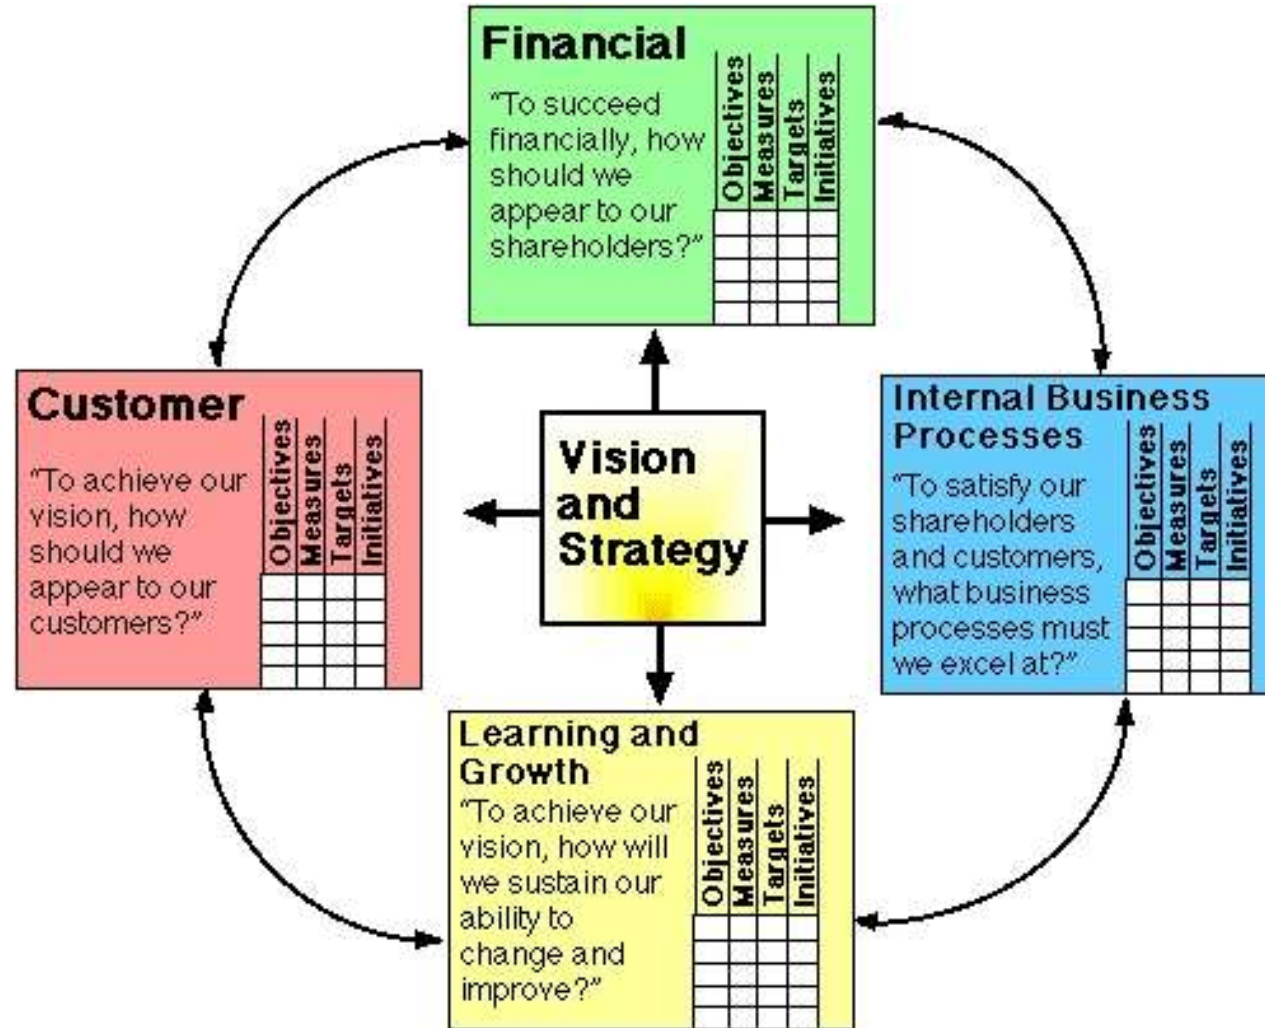 Financial
“To succeed
financially, how
should we
appear to our
shareholders?”
Objectives
Measures
Targets
Initiatives
Customer
“To achieve our
vision, how
should we
appear to our
customers?”
Objectives
Measures
Targets
Initiatives
Vision
and
Strategy
Internal Business
Processes
“To satisfy our
shareholders
and customers,
what business
processes must
we excel at?”
Objectives
Measures
Targets
Initiatives
Learning and
Growth
“To achieve our
vision, how will
we sustain our
ability to
change and
improve?”
Objectives
Measures
Targets
Initiatives